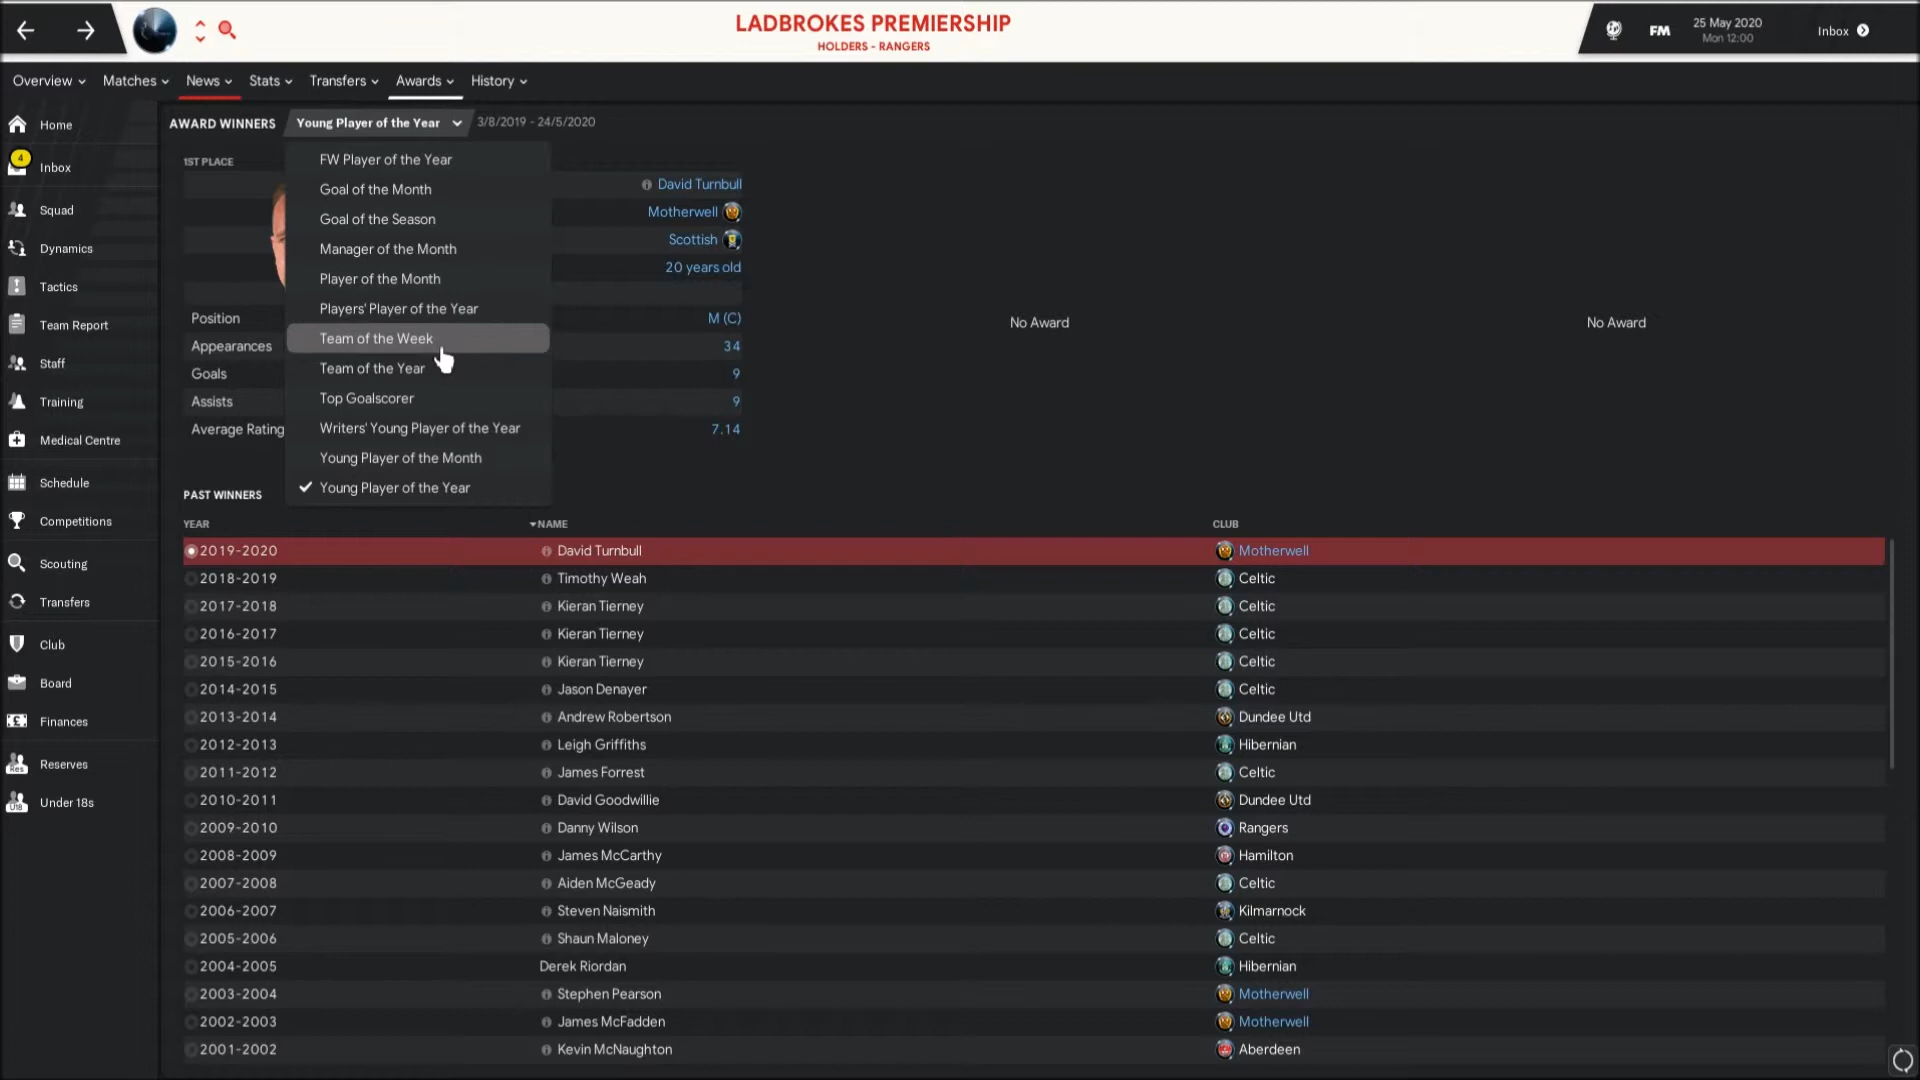 LADBROKES PREMIERSHIP
HOLDERS - RANGERS
FM
25 May 2020
Mon 12:00
Inbox
Overview
Matches
News
Stats
Transfers
Awards
History
Home
4
Inbox
Squad
Dynamics
Tactics
Team Report
Staff
Training
Medical Centre
Schedule
Competitions
Scouting
Transfers
Club
Board
Finances
Res
Reserves
U18
Under 18s
AWARD WINNERS
Young Player of the Year
3/8/2019 - 24/5/2020
FW Player of the Year
Goal of the Month
Goal of the Season
Manager of the Month
Player of the Month
Players' Player of the Year
Team of the Week
Team of the Year
Top Goalscorer
Writers' Young Player of the Year
Young Player of the Month
Young Player of the Year
1ST PLACE
David Turnbull
Motherwell
Scottish
20 years old
Position M (C)
Appearances 34
Goals 9
Assists 9
Average Rating 7.14
No Award
No Award
PAST WINNERS
YEAR NAME CLUB
2019-2020 David Turnbull Motherwell
2018-2019 Timothy Weah Celtic
2017-2018 Kieran Tierney Celtic
2016-2017 Kieran Tierney Celtic
2015-2016 Kieran Tierney Celtic
2014-2015 Jason Denayer Celtic
2013-2014 Andrew Robertson Dundee Utd
2012-2013 Leigh Griffiths Hibernian
2011-2012 James Forrest Celtic
2010-2011 David Goodwillie Dundee Utd
2009-2010 Danny Wilson Rangers
2008-2009 James McCarthy Hamilton
2007-2008 Aiden McGeady Celtic
2006-2007 Steven Naismith Kilmarnock
2005-2006 Shaun Maloney Celtic
2004-2005 Derek Riordan Hibernian
2003-2004 Stephen Pearson Motherwell
2002-2003 James McFadden Motherwell
2001-2002 Kevin McNaughton Aberdeen